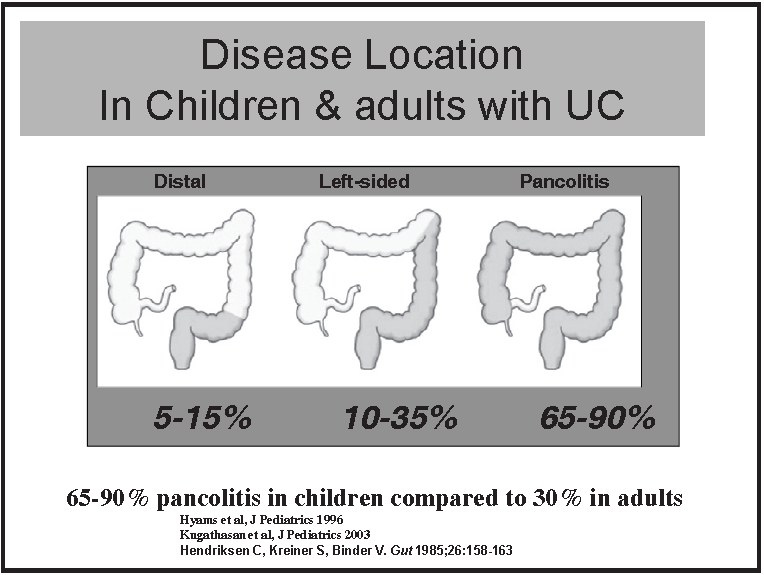 Disease Location
In Children & adults with UC
Distal Left-sided Pancolitis
5-15% 10-35% 65-90%
65-90% pancolitis in children compared to 30% in adults
Hyams et al, J Pediatrics 1996
Kugathasan et al, J Pediatrics 2003
Hendriksen C, Kreiner S, Binder V. Gut 1985;26:158-163